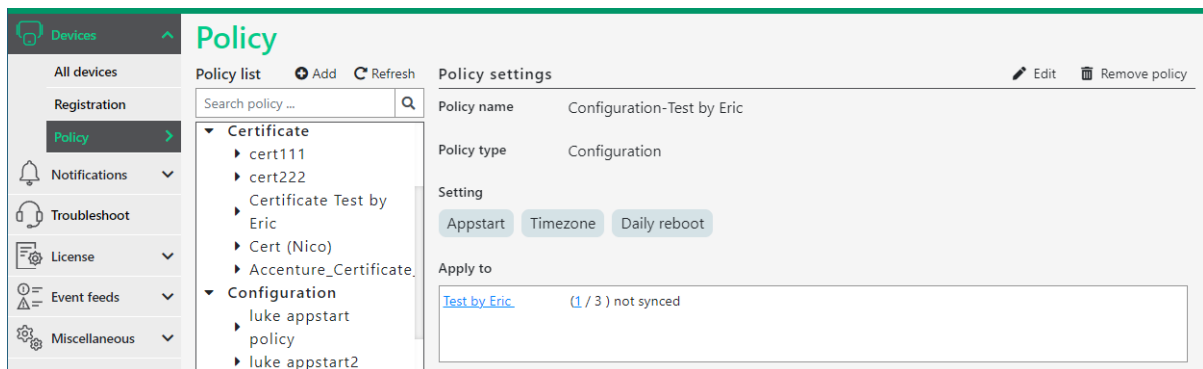 Devices
All devices
Registration
Policy
Notifications
Troubleshoot
License
Event feeds
Miscellaneous
Policy
Policy list
Add
Refresh
Search policy ...
Certificate
cert111
cert222
Certificate Test by
Eric
Cert (Nico)
Accenture_Certificate_
Configuration
luke appstart
policy
luke appstart2
Policy settings
Edit
Remove policy
Policy name
Configuration-Test by Eric
Policy type
Configuration
Setting
Appstart
Timezone
Daily reboot
Apply to
Test by Eric (1 / 3 ) not synced